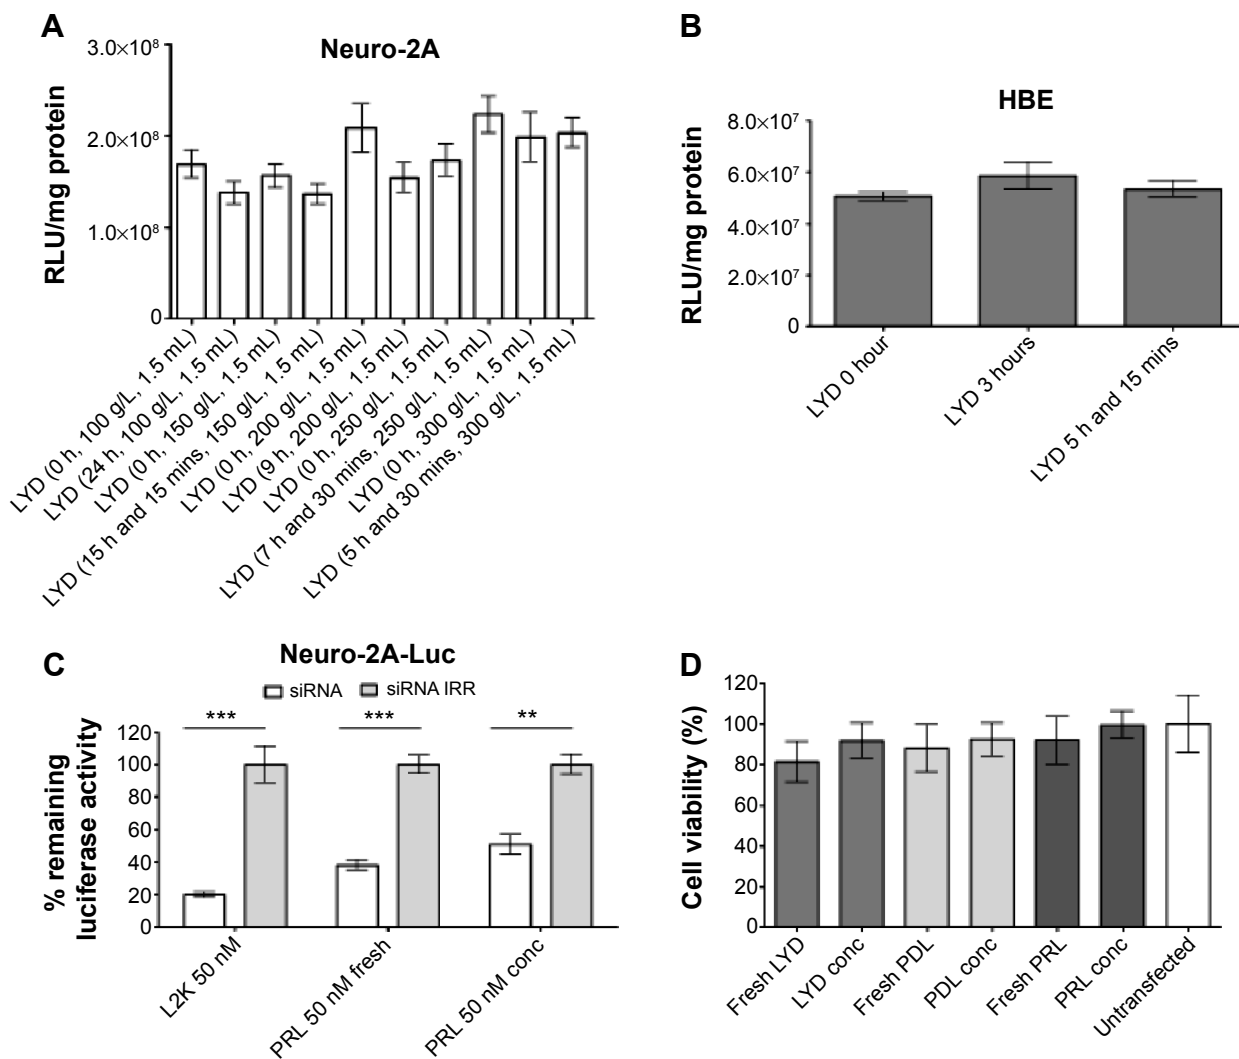 A
Neuro-2A
RLU/mg protein
3.0×10⁸
2.0×10⁸
1.0×10⁸
0
LYD (0 h, 100 g/L, 1.5 mL)
LYD (24 h, 100 g/L, 1.5 mL)
LYD (0 h, 150 g/L, 1.5 mL)
LYD (15 h and 15 mins, 150 g/L, 1.5 mL)
LYD (0 h, 200 g/L, 1.5 mL)
LYD (9 h, 200 g/L, 1.5 mL)
LYD (0 h, 250 g/L, 1.5 mL)
LYD (7 h and 30 mins, 250 g/L, 1.5 mL)
LYD (0 h, 300 g/L, 1.5 mL)
LYD (5 h and 30 mins, 300 g/L, 1.5 mL)
B
HBE
RLU/mg protein
8.0×10⁷
6.0×10⁷
4.0×10⁷
2.0×10⁷
0
LYD 0 hour
LYD 3 hours
LYD 5 h and 15 mins
C
Neuro-2A-Luc
siRNA
siRNA IRR
% remaining
luciferase activity
***
***
**
120
100
80
60
40
20
0
L2K 50 nM
PRL 50 nM fresh
PRL 50 nM conc
D
Cell viability (%)
120
100
80
60
40
20
0
Fresh LYD
LYD conc
Fresh PDL
PDL conc
Fresh PRL
PRL conc
Untransfected